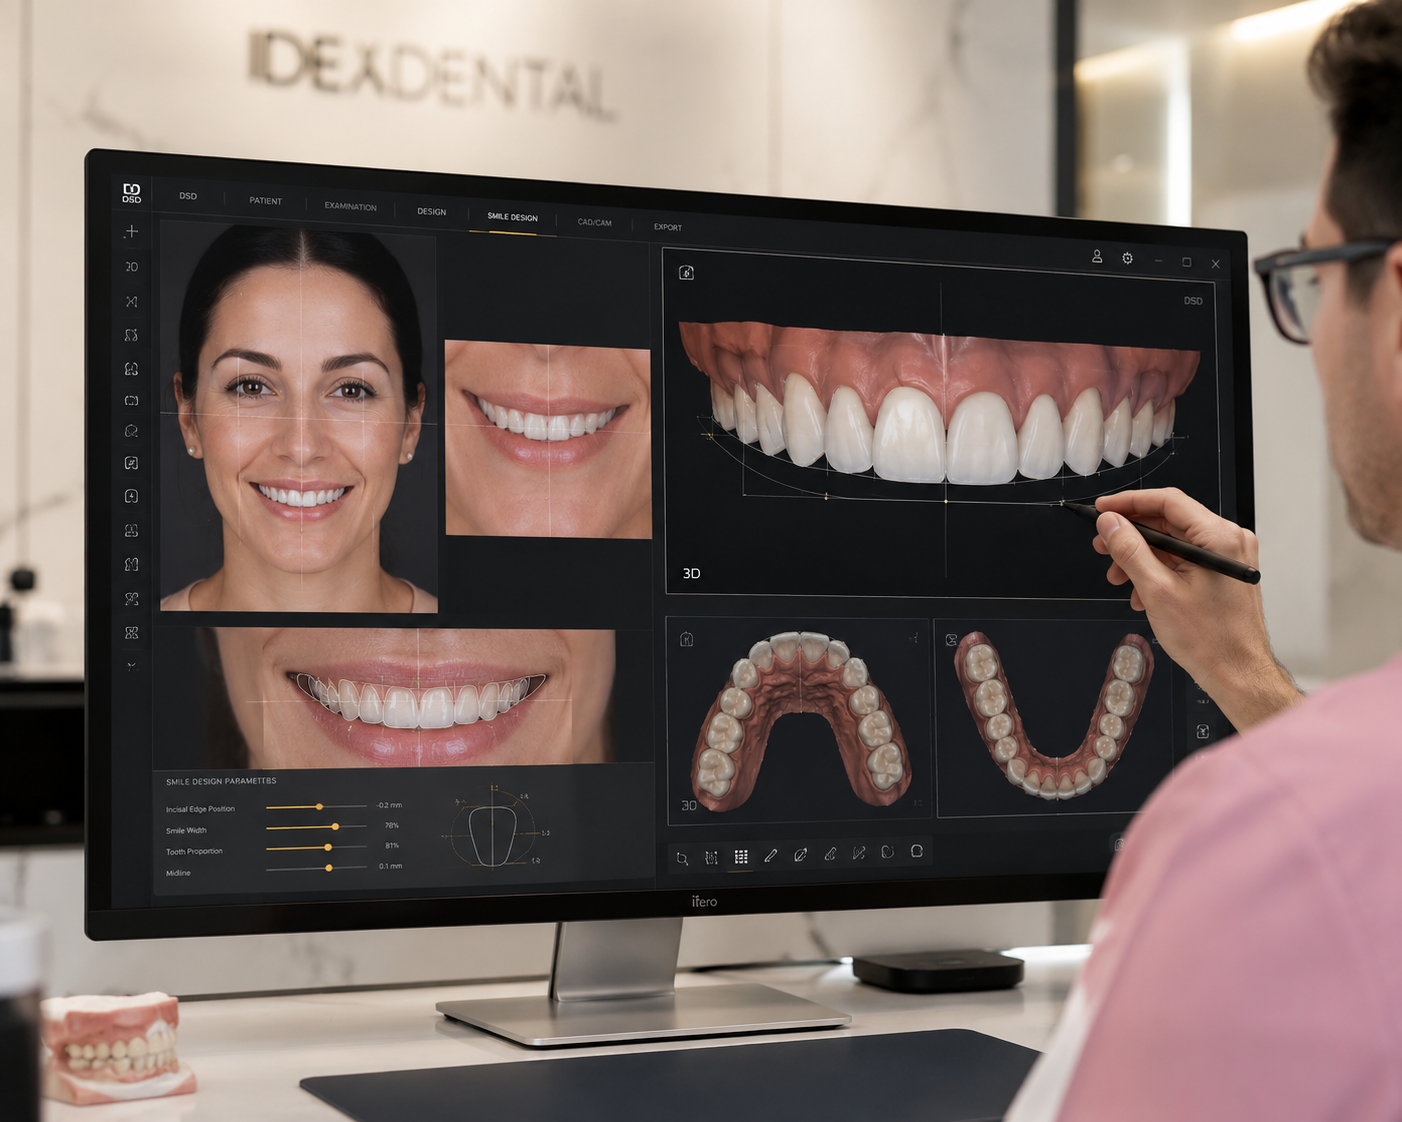 IDEXDENTAL
DSD
DSD
PATIENT
EXAMINATION
DESIGN
SMILE DESIGN
CAD/CAM
EXPORT
DSD
3D
3D
SMILE DESIGN PARAMETTBS
Incisal Edge Position
-0.2 mm
Smile Width
78%
Tooth Proportion
81%
Midline
0.1 mm
itero